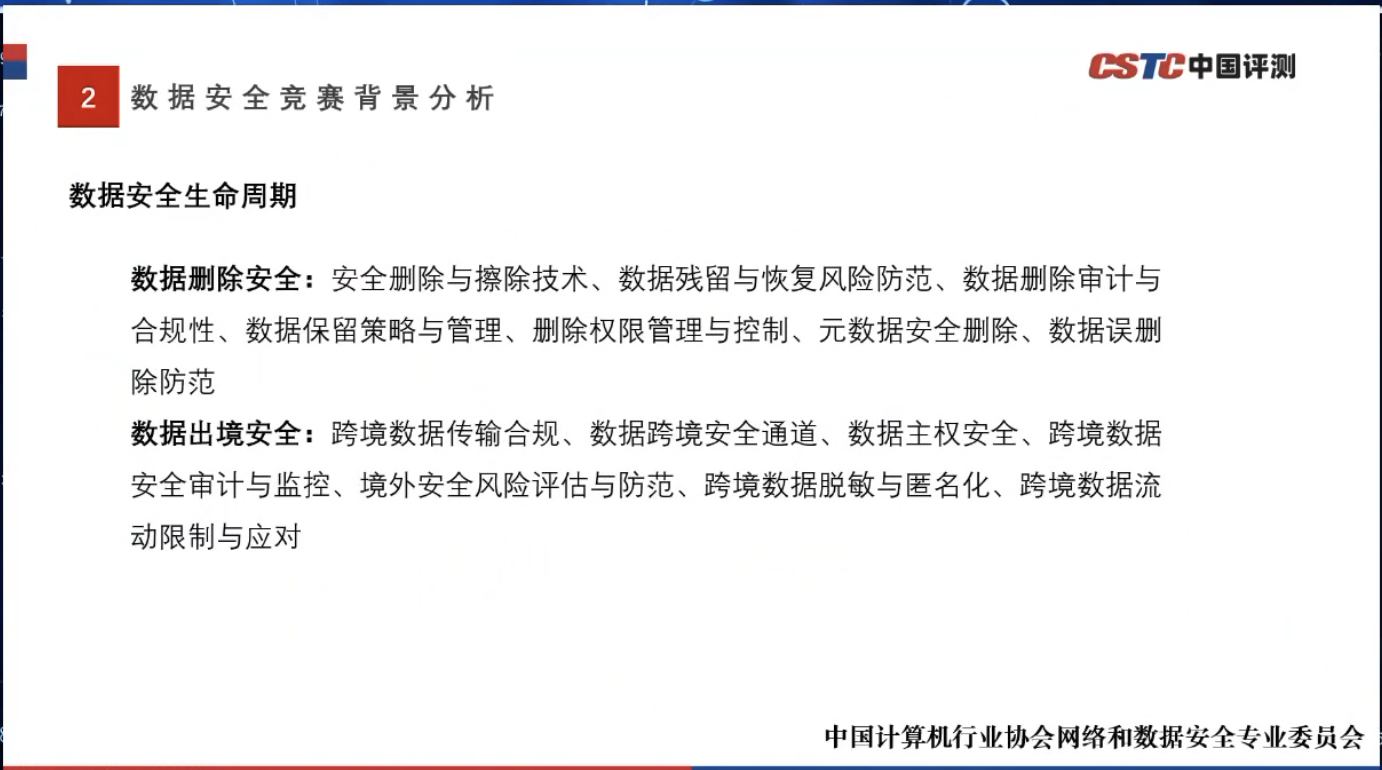 CSTC中国评测
2 数据安全竞赛背景分析
数据安全生命周期
数据删除安全：安全删除与擦除技术、数据残留与恢复风险防范、数据删除审计与
合规性、数据保留策略与管理、删除权限管理与控制、元数据安全删除、数据误删
除防范
数据出境安全：跨境数据传输合规、数据跨境安全通道、数据主权安全、跨境数据
安全审计与监控、境外安全风险评估与防范、跨境数据脱敏与匿名化、跨境数据流
动限制与应对
中国计算机行业协会网络和数据安全专业委员会